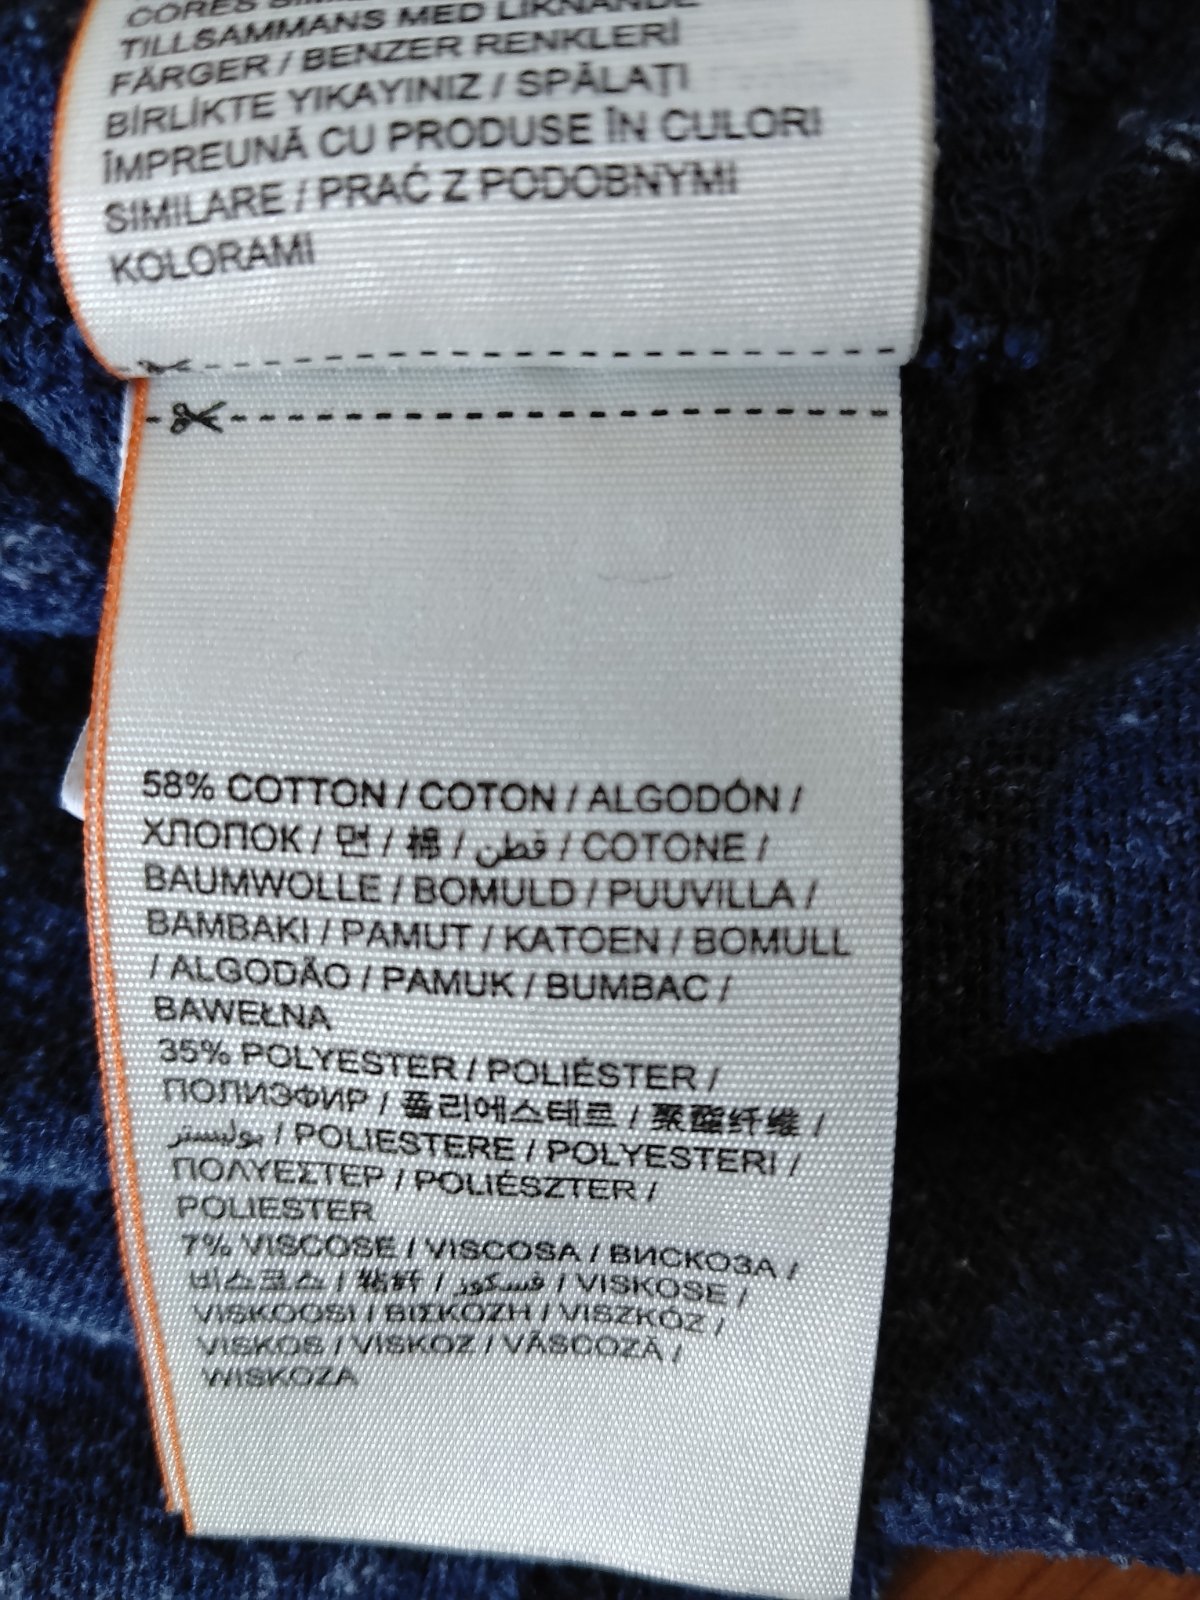 CORES
TILLSAMMANS MED LIKNANDE
FÄRGER / BENZER RENKLERİ
BİRLİKTE YIKAYINIZ / SPĂLAȚI
ÎMPREUNĂ CU PRODUSE ÎN CULORI
SIMILARE / PRAĆ Z PODOBNYMI
KOLORAMI
58% COTTON / COTON / ALGODÓN /
ХЛОПОК / 면 / 棉 / قطن / COTONE /
BAUMWOLLE / BOMULD / PUUVILLA /
BAMBAKI / PAMUT / KATOEN / BOMULL
/ ALGODÃO / PAMUK / BUMBAC /
BAWEŁNA
35% POLYESTER / POLIÉSTER /
ПОЛИЭФИР / 폴리에스테르 / 聚酯纤维 /
بوليستر / POLIESTERE / POLYESTERI /
ΠΟΛΥΕΣΤΕΡ / POLIÉSZTER /
POLIESTER
7% VISCOSE / VISCOSA / ВИСКОЗА /
비스코스 / 粘纤 / فسكوز / VISKOSE /
VISKOOSI / ΒΙΣΚΟΖΗ / VISZKÓZ /
VISKOS / VISKOZ / VÂSCOZĂ /
WISKOZA